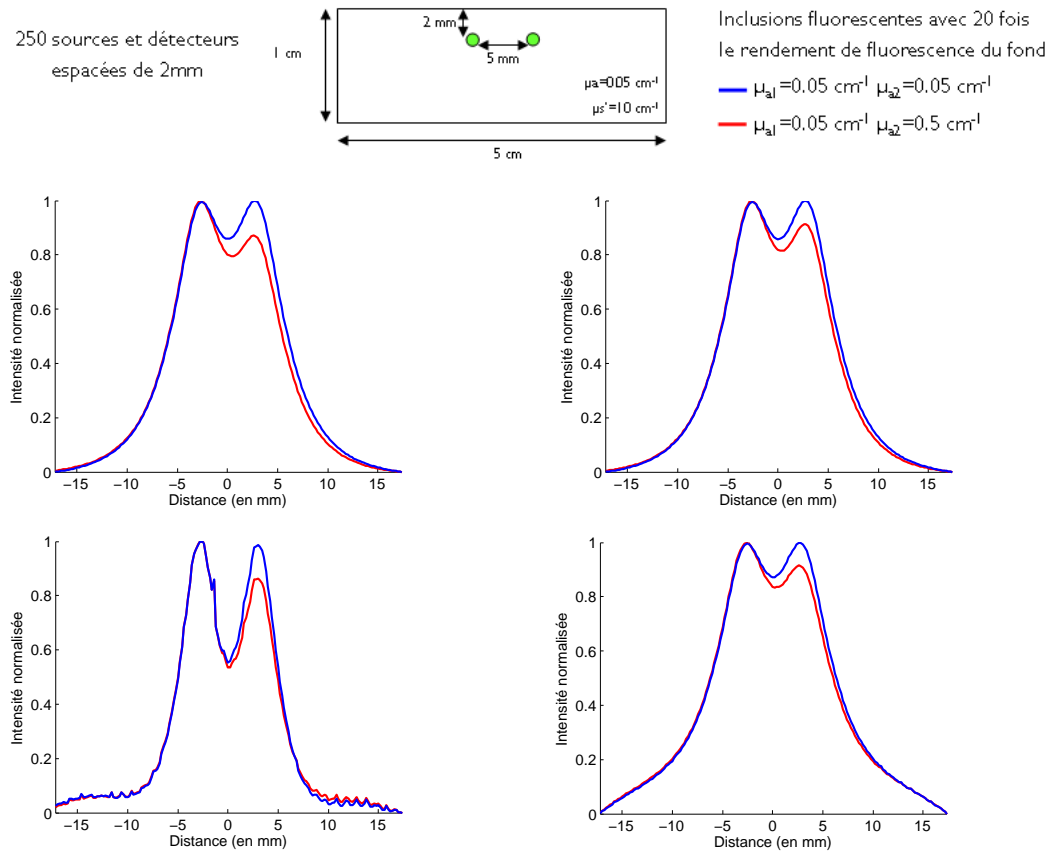 250 sources et détecteurs
espacées de 2mm
1 cm
2 mm
5 mm
μa=0.05 cm⁻¹
μs'=10 cm⁻¹
5 cm
Inclusions fluorescentes avec 20 fois
le rendement de fluorescence du fond
μa1=0.05 cm⁻¹ μa2=0.05 cm⁻¹
μa1=0.05 cm⁻¹ μa2=0.5 cm⁻¹
Intensité normalisée
1
0.8
0.6
0.4
0.2
0
−15 −10 −5 0 5 10 15
Distance (en mm)
Intensité normalisée
1
0.8
0.6
0.4
0.2
0
−15 −10 −5 0 5 10 15
Distance (en mm)
Intensité normalisée
1
0.8
0.6
0.4
0.2
0
−15 −10 −5 0 5 10 15
Distance (en mm)
Intensité normalisée
1
0.8
0.6
0.4
0.2
0
−15 −10 −5 0 5 10 15
Distance (en mm)